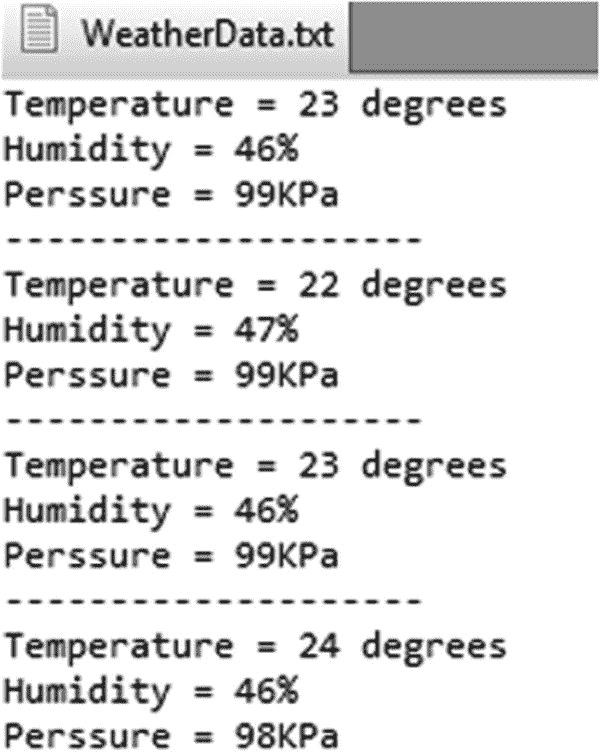 WeatherData.txt
Temperature = 23 degrees
Humidity = 46%
Perssure = 99KPa
---------------------
Temperature = 22 degrees
Humidity = 47%
Perssure = 99KPa
---------------------
Temperature = 23 degrees
Humidity = 46%
Perssure = 99KPa
---------------------
Temperature = 24 degrees
Humidity = 46%
Perssure = 98KPa